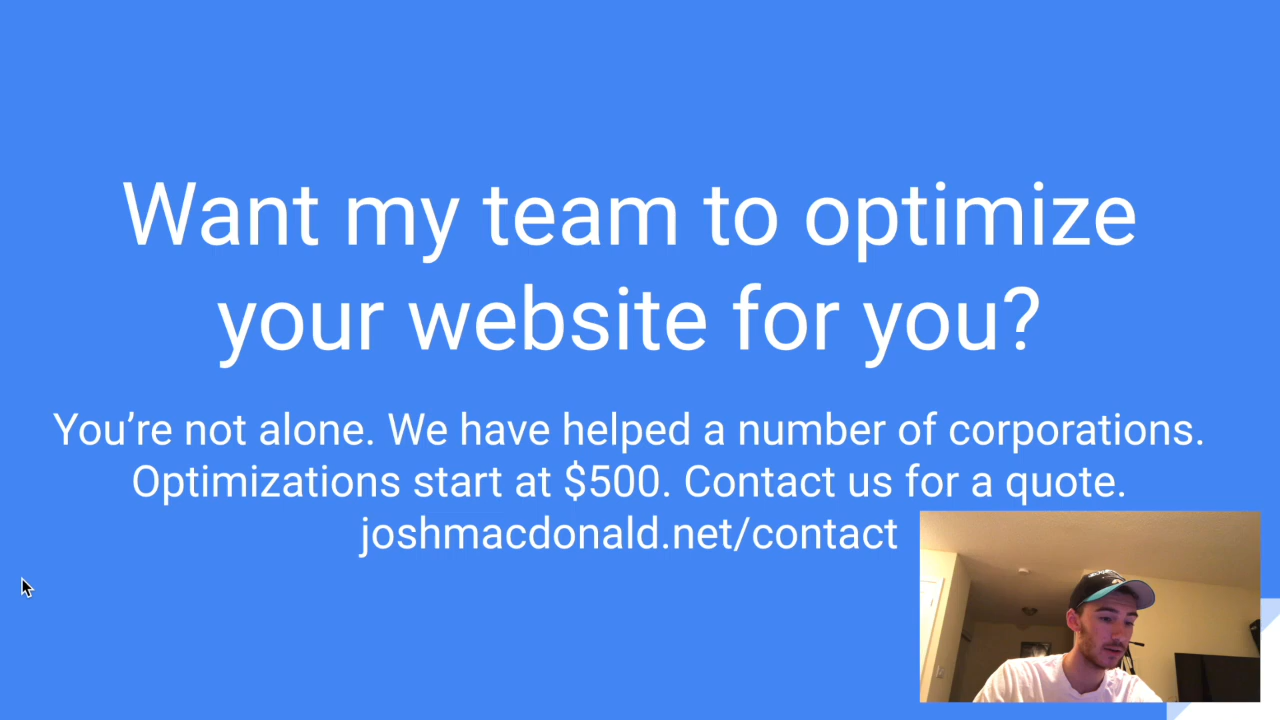 Want my team to optimize
your website for you?
You’re not alone. We have helped a number of corporations.
Optimizations start at $500. Contact us for a quote.
joshmacdonald.net/contact